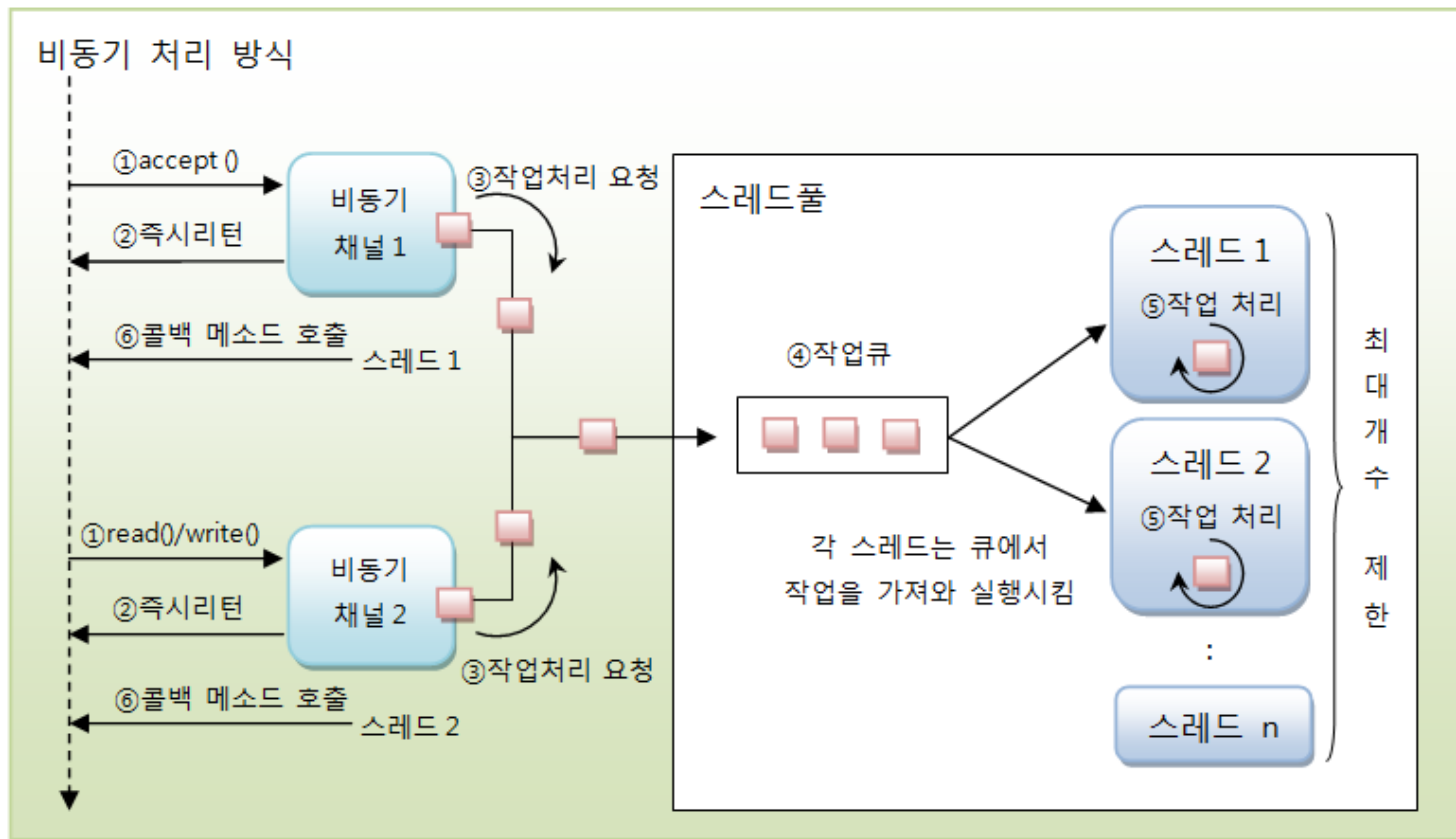 비동기 처리 방식
①accept()
비동기
채널1
②즉시리턴
③작업처리 요청
⑥콜백 메소드 호출
스레드1
①read()/write()
비동기
채널2
②즉시리턴
③작업처리 요청
⑥콜백 메소드 호출
스레드2
스레드풀
④작업큐
각 스레드는 큐에서
작업을 가져와 실행시킴
스레드1
⑤작업 처리
스레드2
⑤작업 처리
:
스레드 n
최
대
개
수
제
한